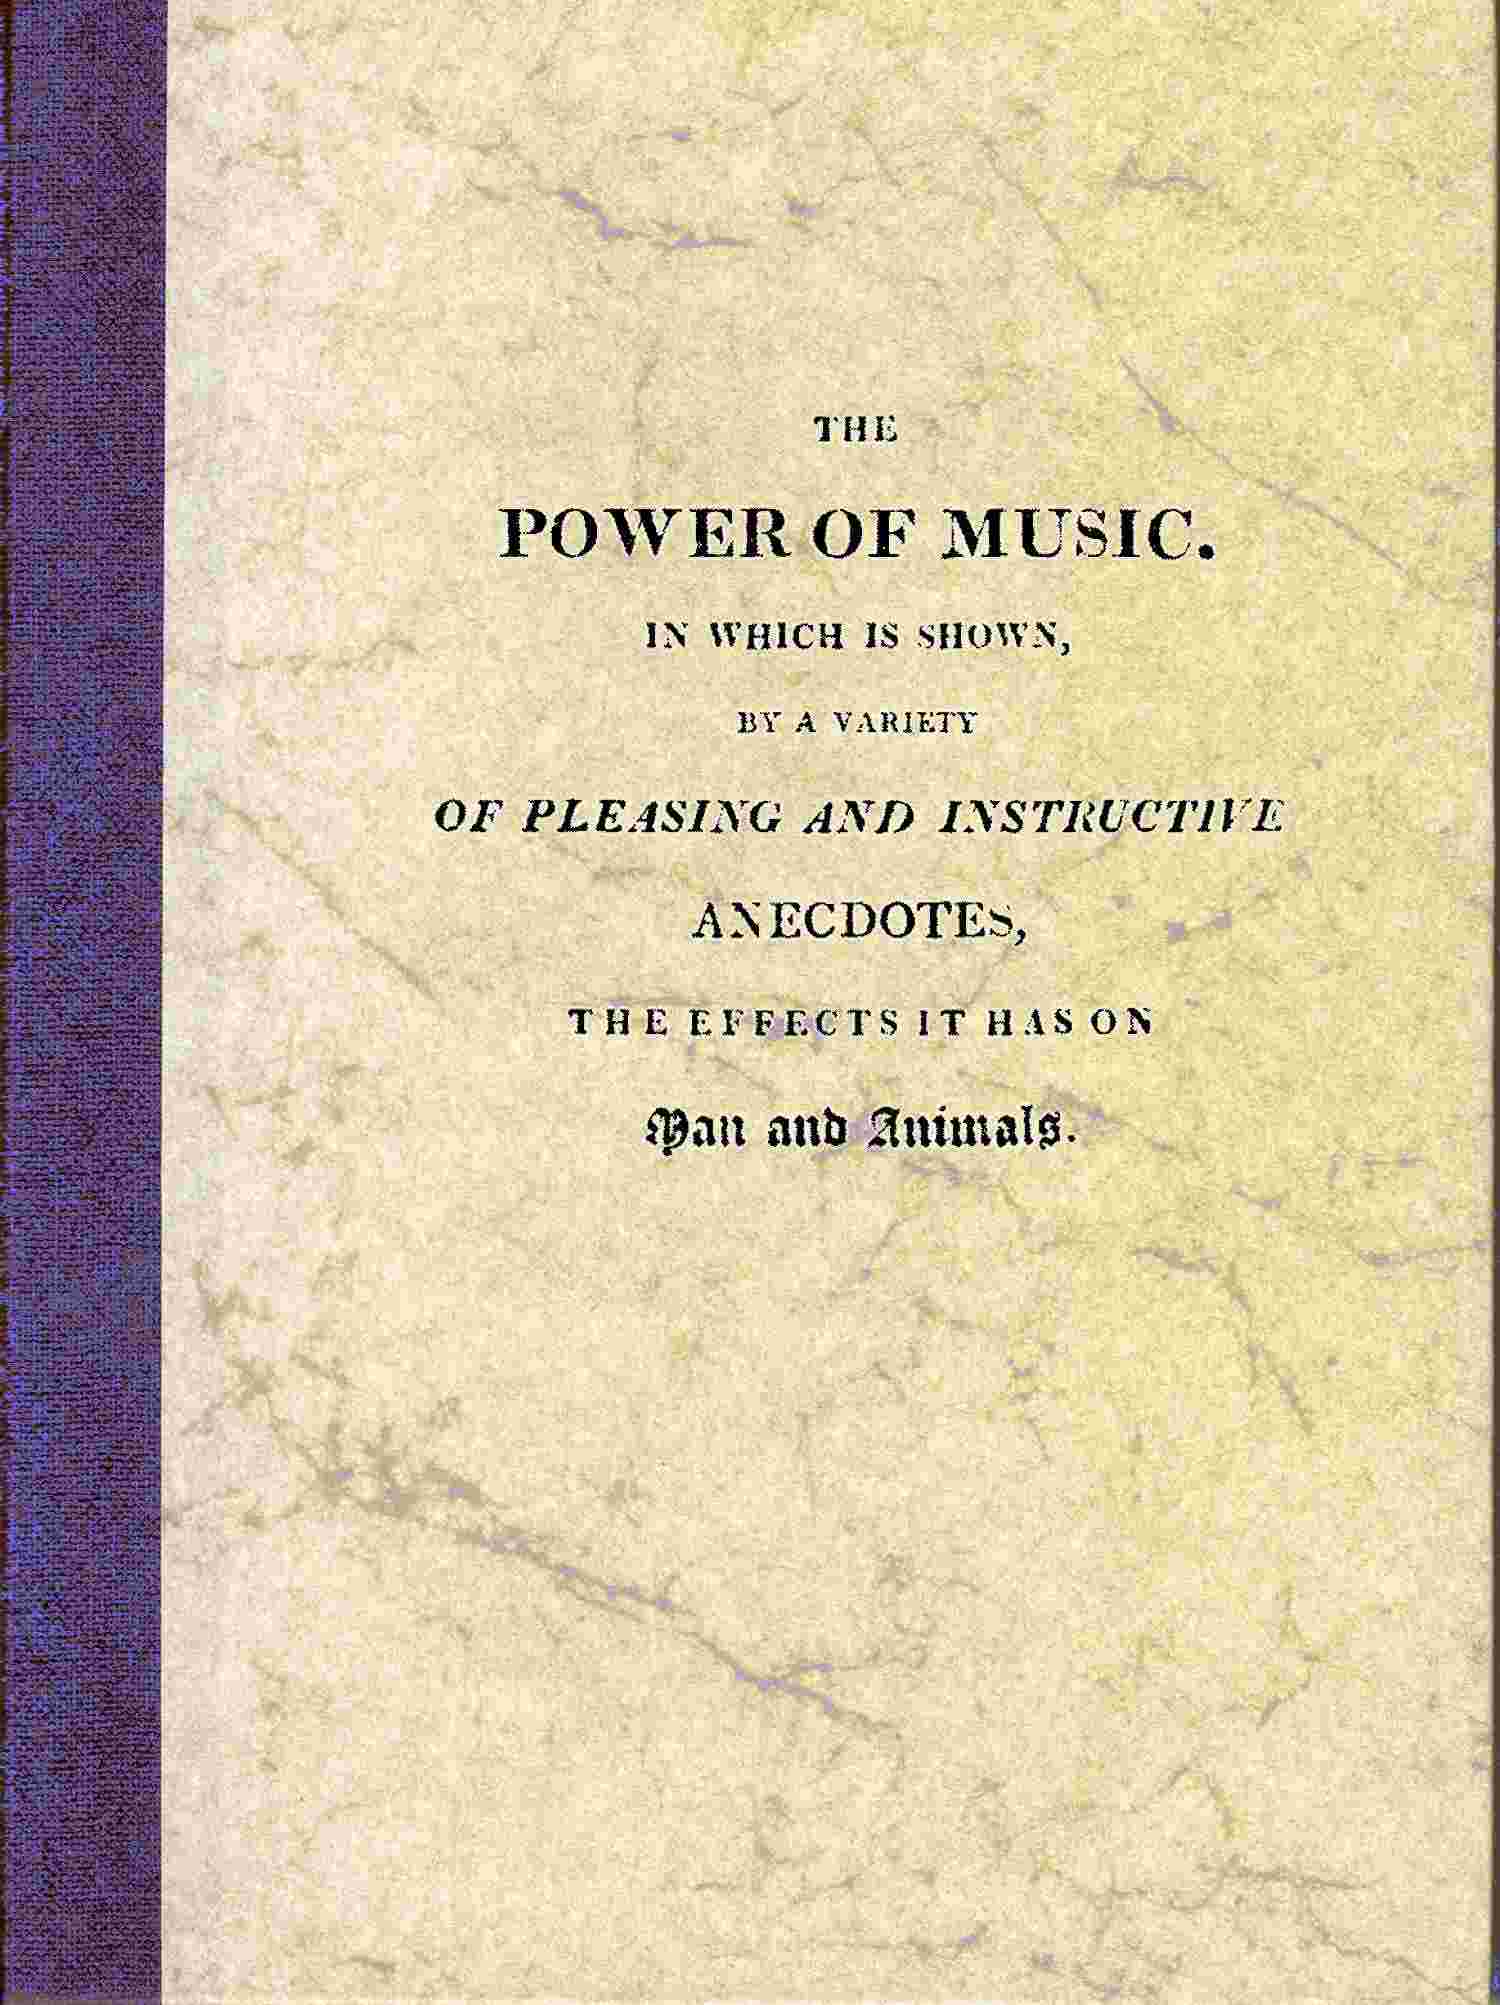 THE
POWER OF MUSIC.
IN WHICH IS SHOWN,
BY A VARIETY
OF PLEASING AND INSTRUCTIVE
ANECDOTES,
THE EFFECTS IT HAS ON
Man and Animals.